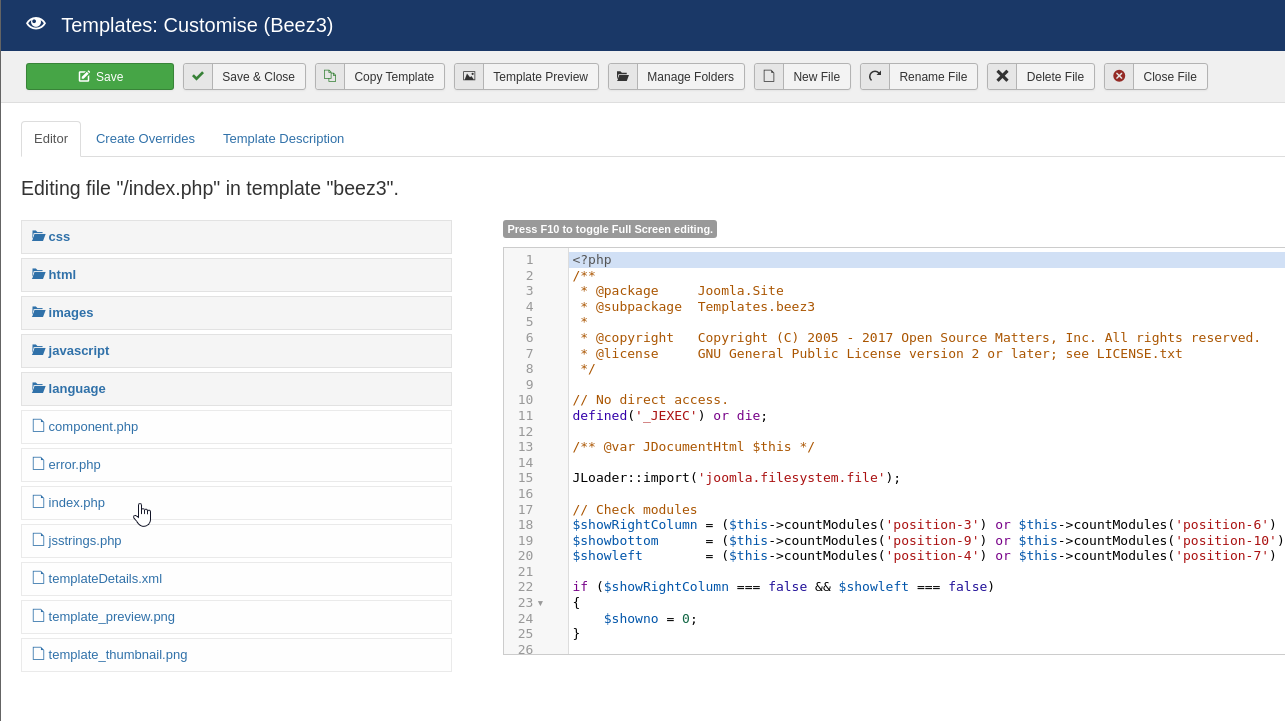 Templates: Customise (Beez3)
Save
Save & Close
Copy Template
Template Preview
Manage Folders
New File
Rename File
Delete File
Close File
Editor
Create Overrides
Template Description
Editing file "/index.php" in template "beez3".
css
html
images
javascript
language
component.php
error.php
index.php
jsstrings.php
templateDetails.xml
template_preview.png
template_thumbnail.png
Press F10 to toggle Full Screen editing.
1 <?php
2 /**
3  * @package     Joomla.Site
4  * @subpackage  Templates.beez3
5  *
6  * @copyright   Copyright (C) 2005 - 2017 Open Source Matters, Inc. All rights reserved.
7  * @license     GNU General Public License version 2 or later; see LICENSE.txt
8  */
9
10 // No direct access.
11 defined('_JEXEC') or die;
12
13 /** @var JDocumentHtml $this */
14
15 JLoader::import('joomla.filesystem.file');
16
17 // Check modules
18 $showRightColumn = ($this->countModules('position-3') or $this->countModules('position-6')
19 $showbottom      = ($this->countModules('position-9') or $this->countModules('position-10')
20 $showleft        = ($this->countModules('position-4') or $this->countModules('position-7')
21
22 if ($showRightColumn === false && $showleft === false)
23 {
24     $showno = 0;
25 }
26